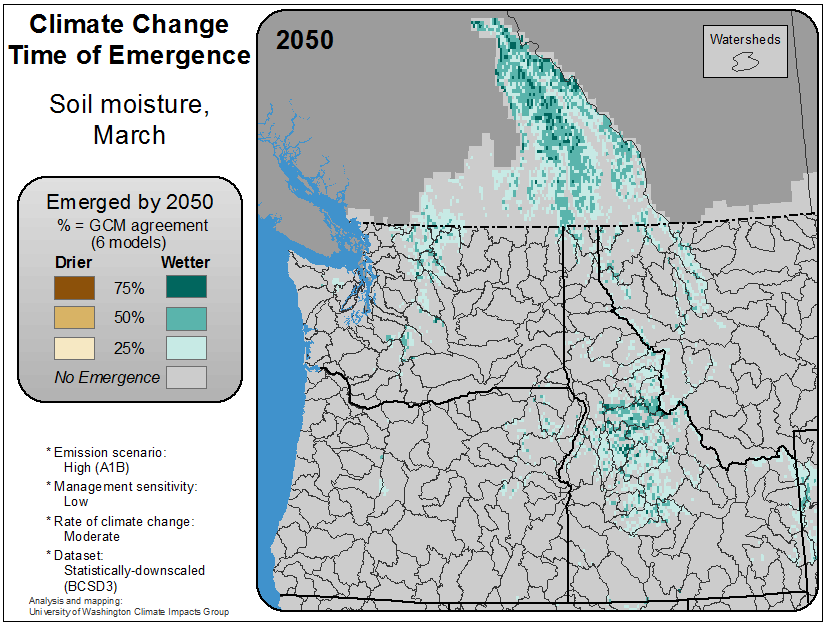 Climate Change
Time of Emergence
Soil moisture,
March
Emerged by 2050
% = GCM agreement
(6 models)
Drier Wetter
75%
50%
25%
No Emergence
* Emission scenario:
High (A1B)
* Management sensitivity:
Low
* Rate of climate change:
Moderate
* Dataset:
Statistically-downscaled
(BCSD3)
Analysis and mapping:
University of Washington Climate Impacts Group
2050
Watersheds